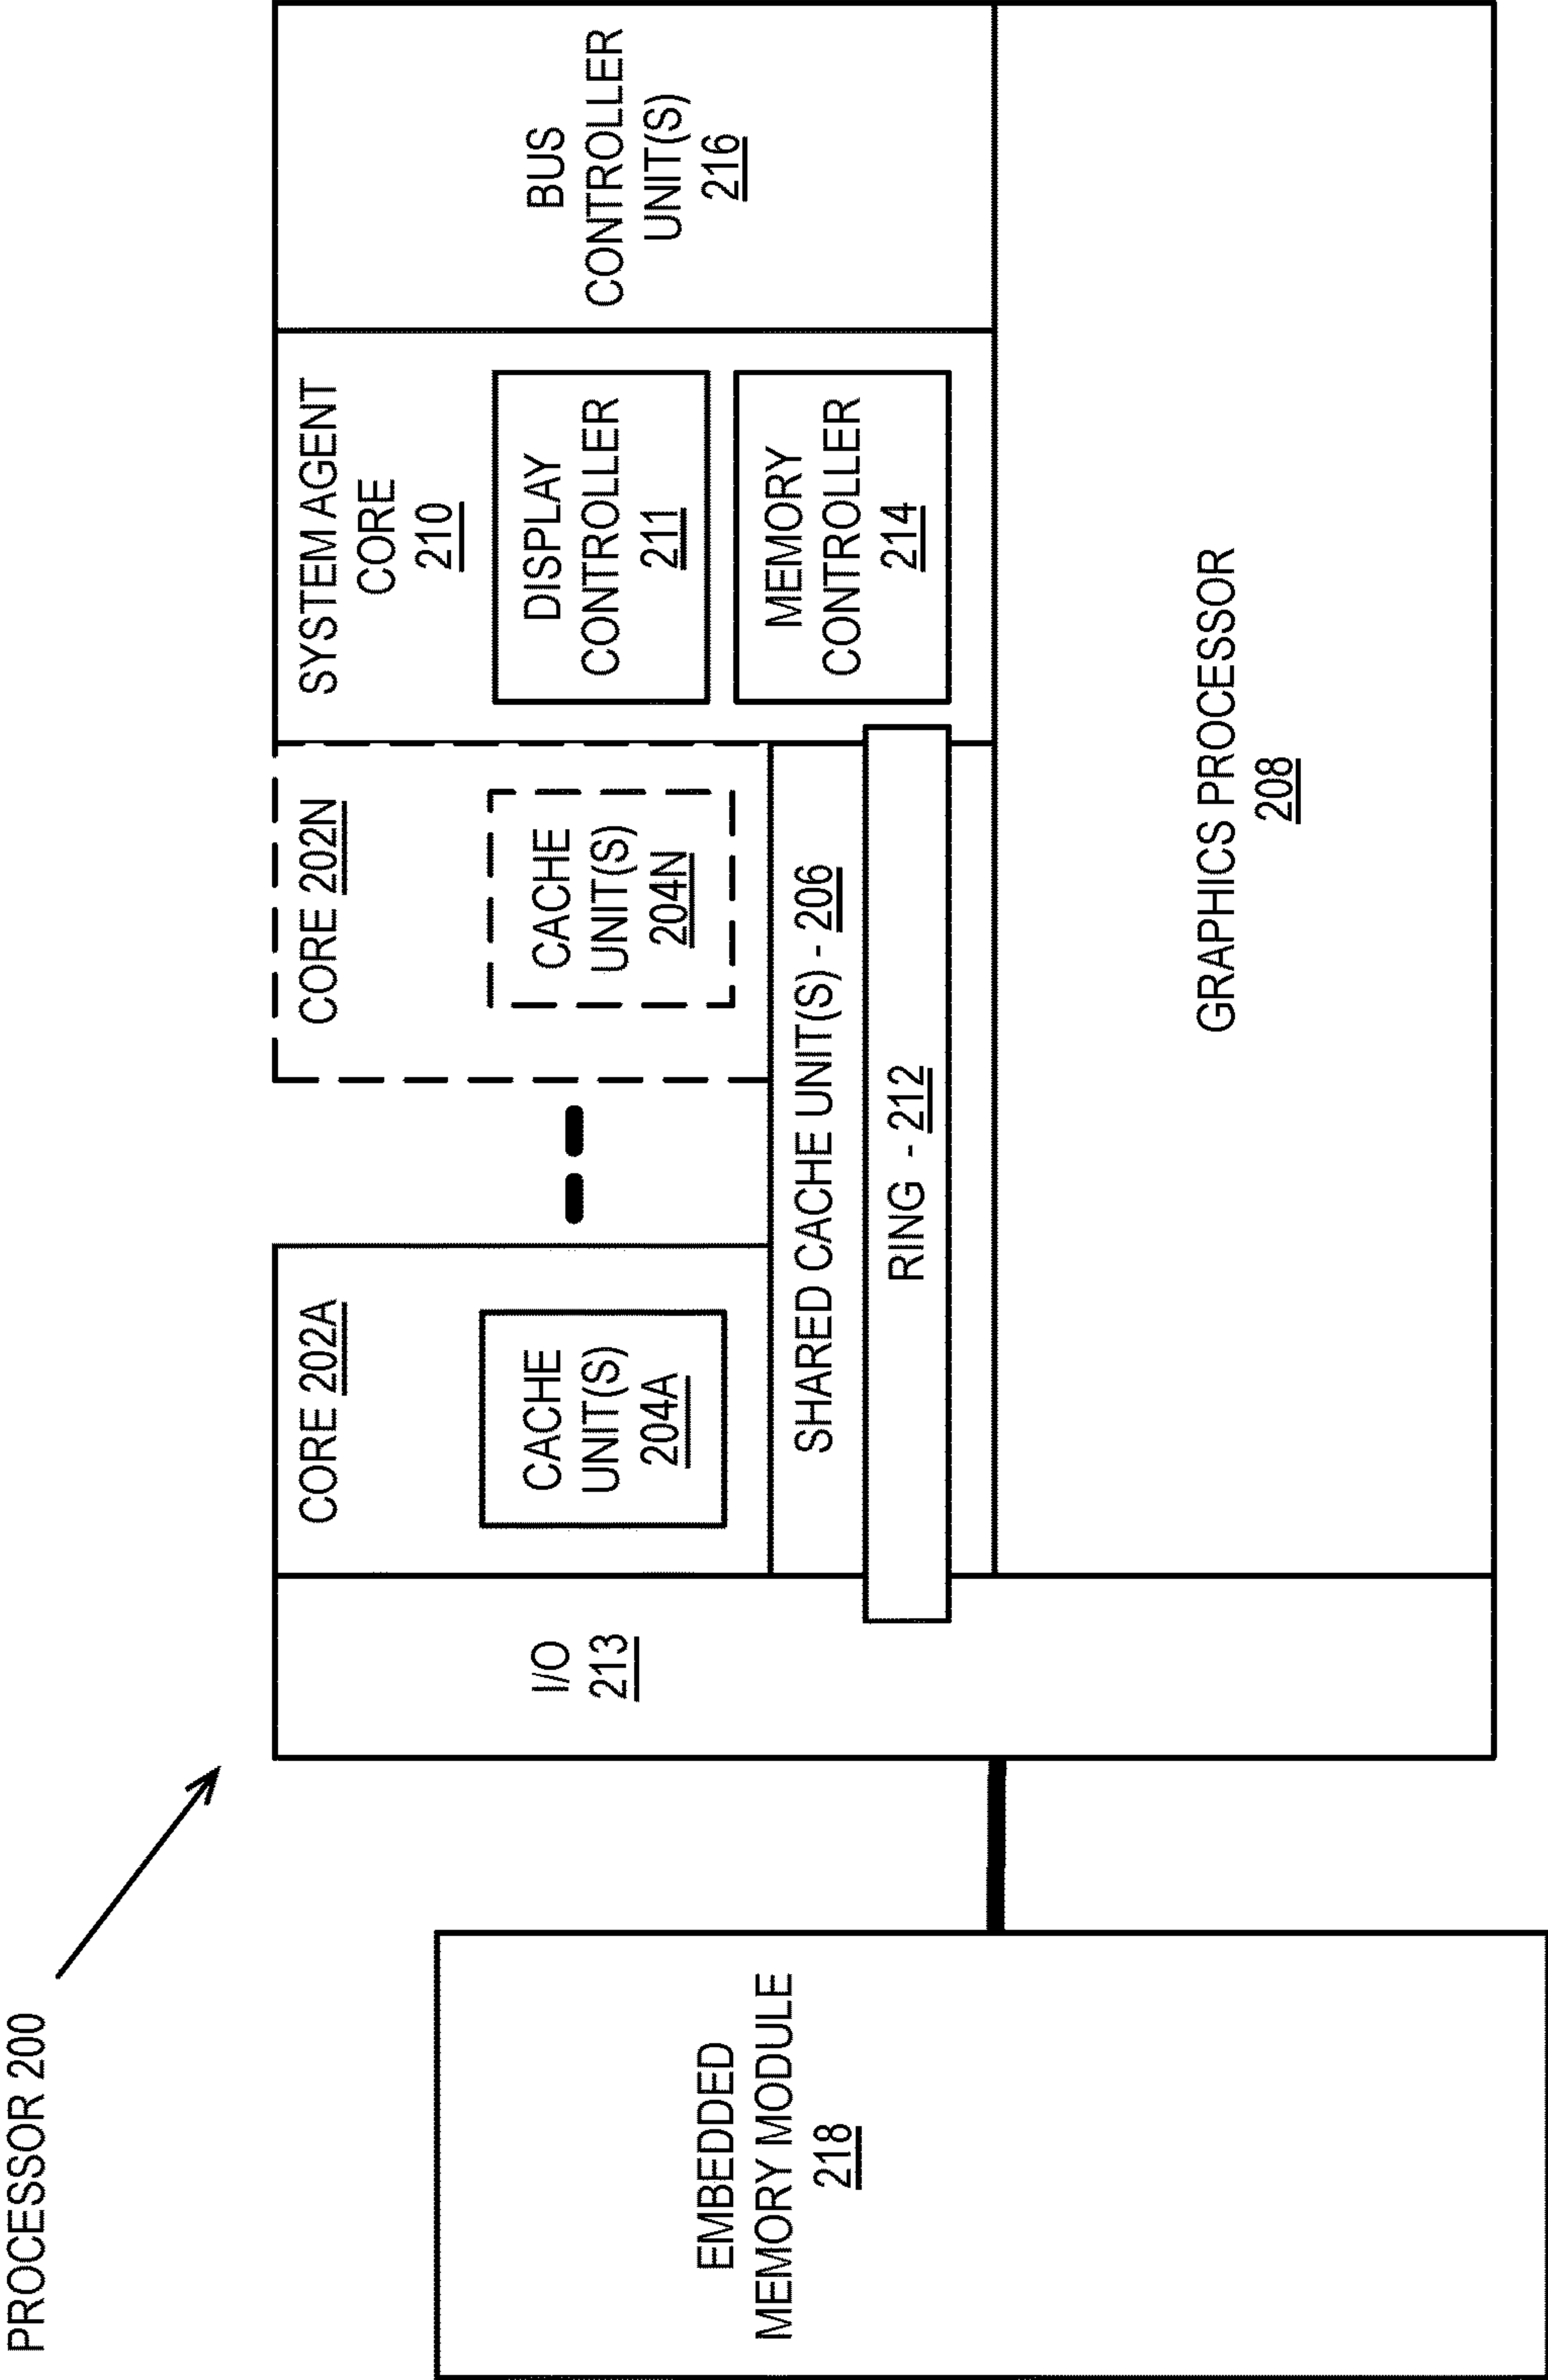 PROCESSOR 200
EMBEDDED
MEMORY MODULE
218
I/O
213
CORE 202A
CACHE
UNIT(S)
204A
CORE 202N
CACHE
UNIT(S)
204N
SHARED CACHE UNIT(S) - 206
RING - 212
SYSTEM AGENT
CORE
210
DISPLAY
CONTROLLER
211
MEMORY
CONTROLLER
214
BUS
CONTROLLER
UNIT(S)
216
GRAPHICS PROCESSOR
208